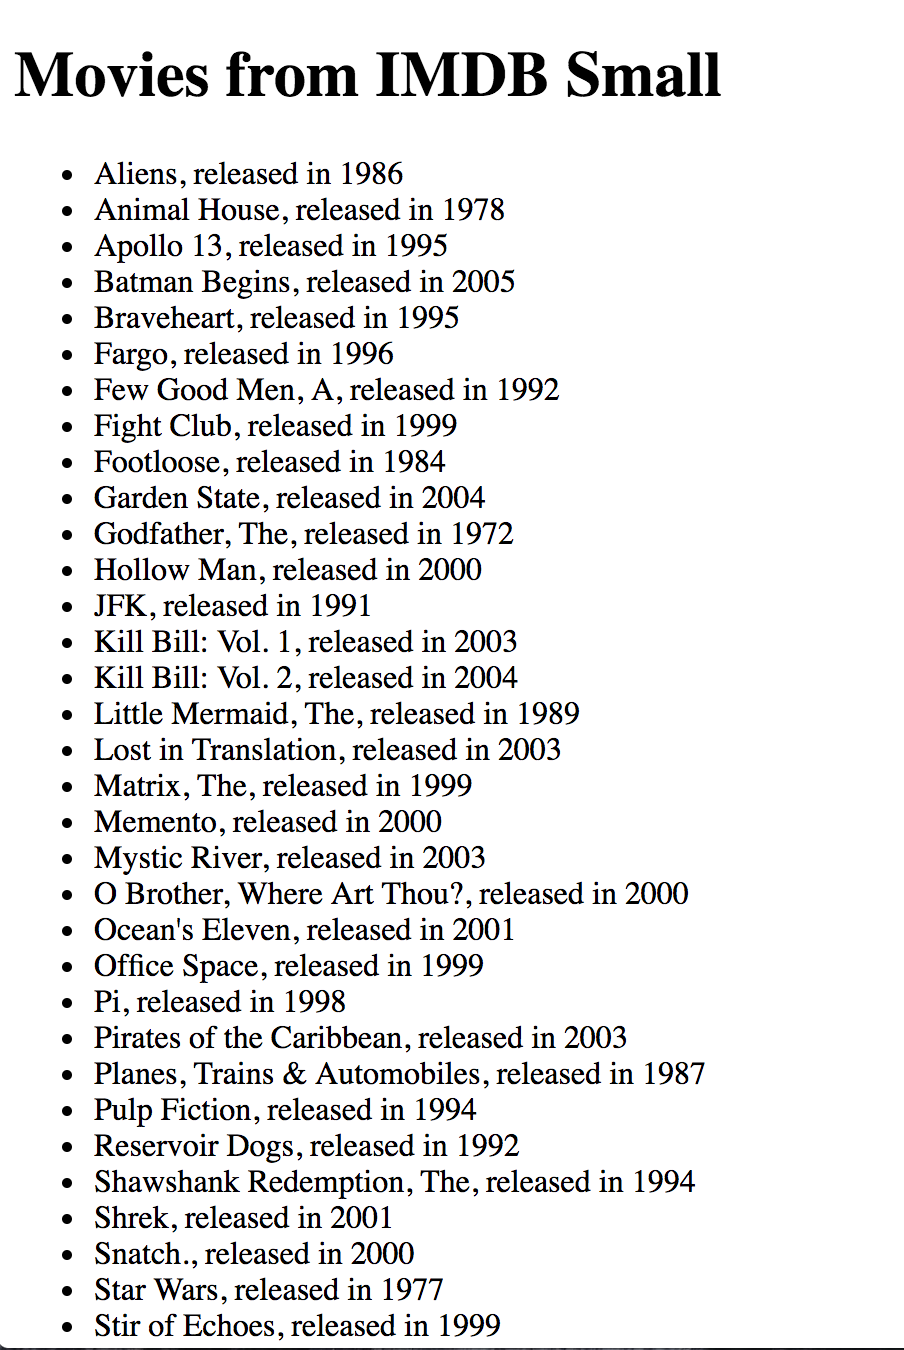 Movies from IMDB Small
• Aliens, released in 1986
• Animal House, released in 1978
• Apollo 13, released in 1995
• Batman Begins, released in 2005
• Braveheart, released in 1995
• Fargo, released in 1996
• Few Good Men, A, released in 1992
• Fight Club, released in 1999
• Footloose, released in 1984
• Garden State, released in 2004
• Godfather, The, released in 1972
• Hollow Man, released in 2000
• JFK, released in 1991
• Kill Bill: Vol. 1, released in 2003
• Kill Bill: Vol. 2, released in 2004
• Little Mermaid, The, released in 1989
• Lost in Translation, released in 2003
• Matrix, The, released in 1999
• Memento, released in 2000
• Mystic River, released in 2003
• O Brother, Where Art Thou?, released in 2000
• Ocean's Eleven, released in 2001
• Office Space, released in 1999
• Pi, released in 1998
• Pirates of the Caribbean, released in 2003
• Planes, Trains & Automobiles, released in 1987
• Pulp Fiction, released in 1994
• Reservoir Dogs, released in 1992
• Shawshank Redemption, The, released in 1994
• Shrek, released in 2001
• Snatch., released in 2000
• Star Wars, released in 1977
• Stir of Echoes, released in 1999